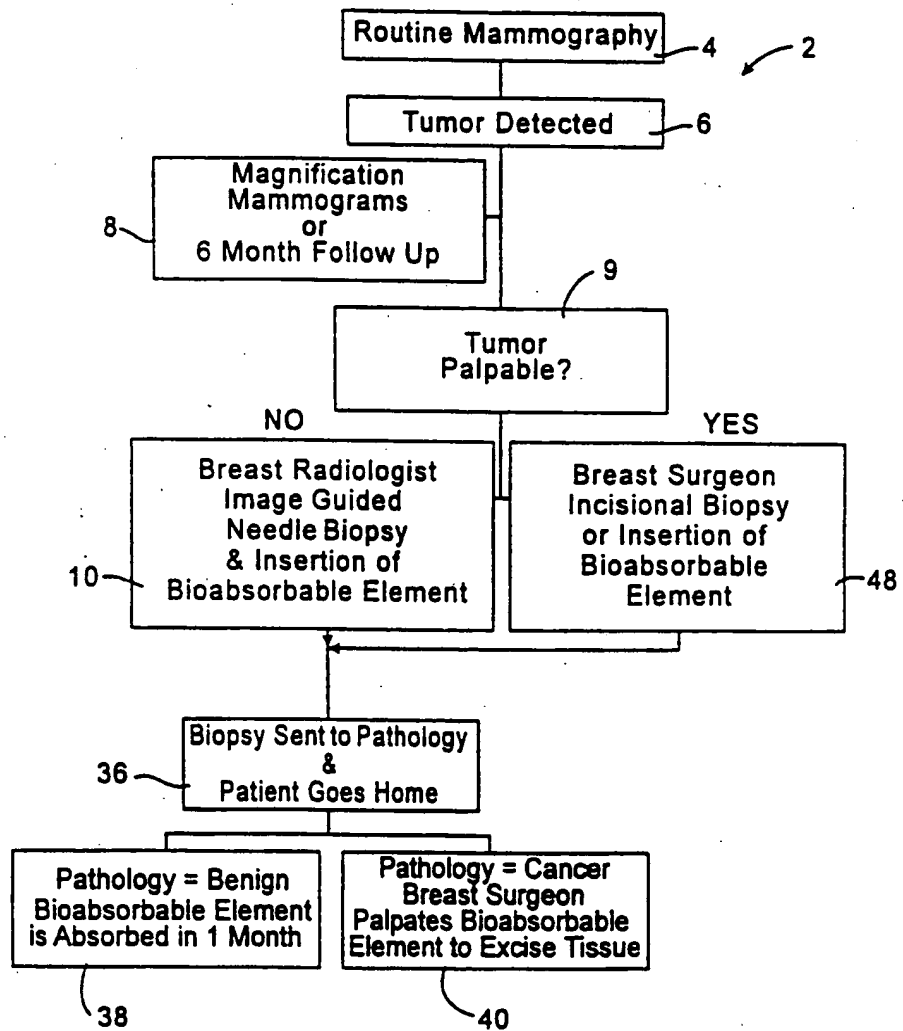 Routine Mammography
4
2
Tumor Detected
6
Magnification
Mammograms
or
6 Month Follow Up
8
9
Tumor
Palpable?
NO
YES
Breast Radiologist
Image Guided
Needle Biopsy
& Insertion of
Bioabsorbable Element
10
Breast Surgeon
Incisional Biopsy
or Insertion of
Bioabsorbable
Element
48
Biopsy Sent to Pathology
&
Patient Goes Home
36
Pathology = Benign
Bioabsorbable Element
is Absorbed in 1 Month
38
Pathology = Cancer
Breast Surgeon
Palpates Bioabsorbable
Element to Excise Tissue
40